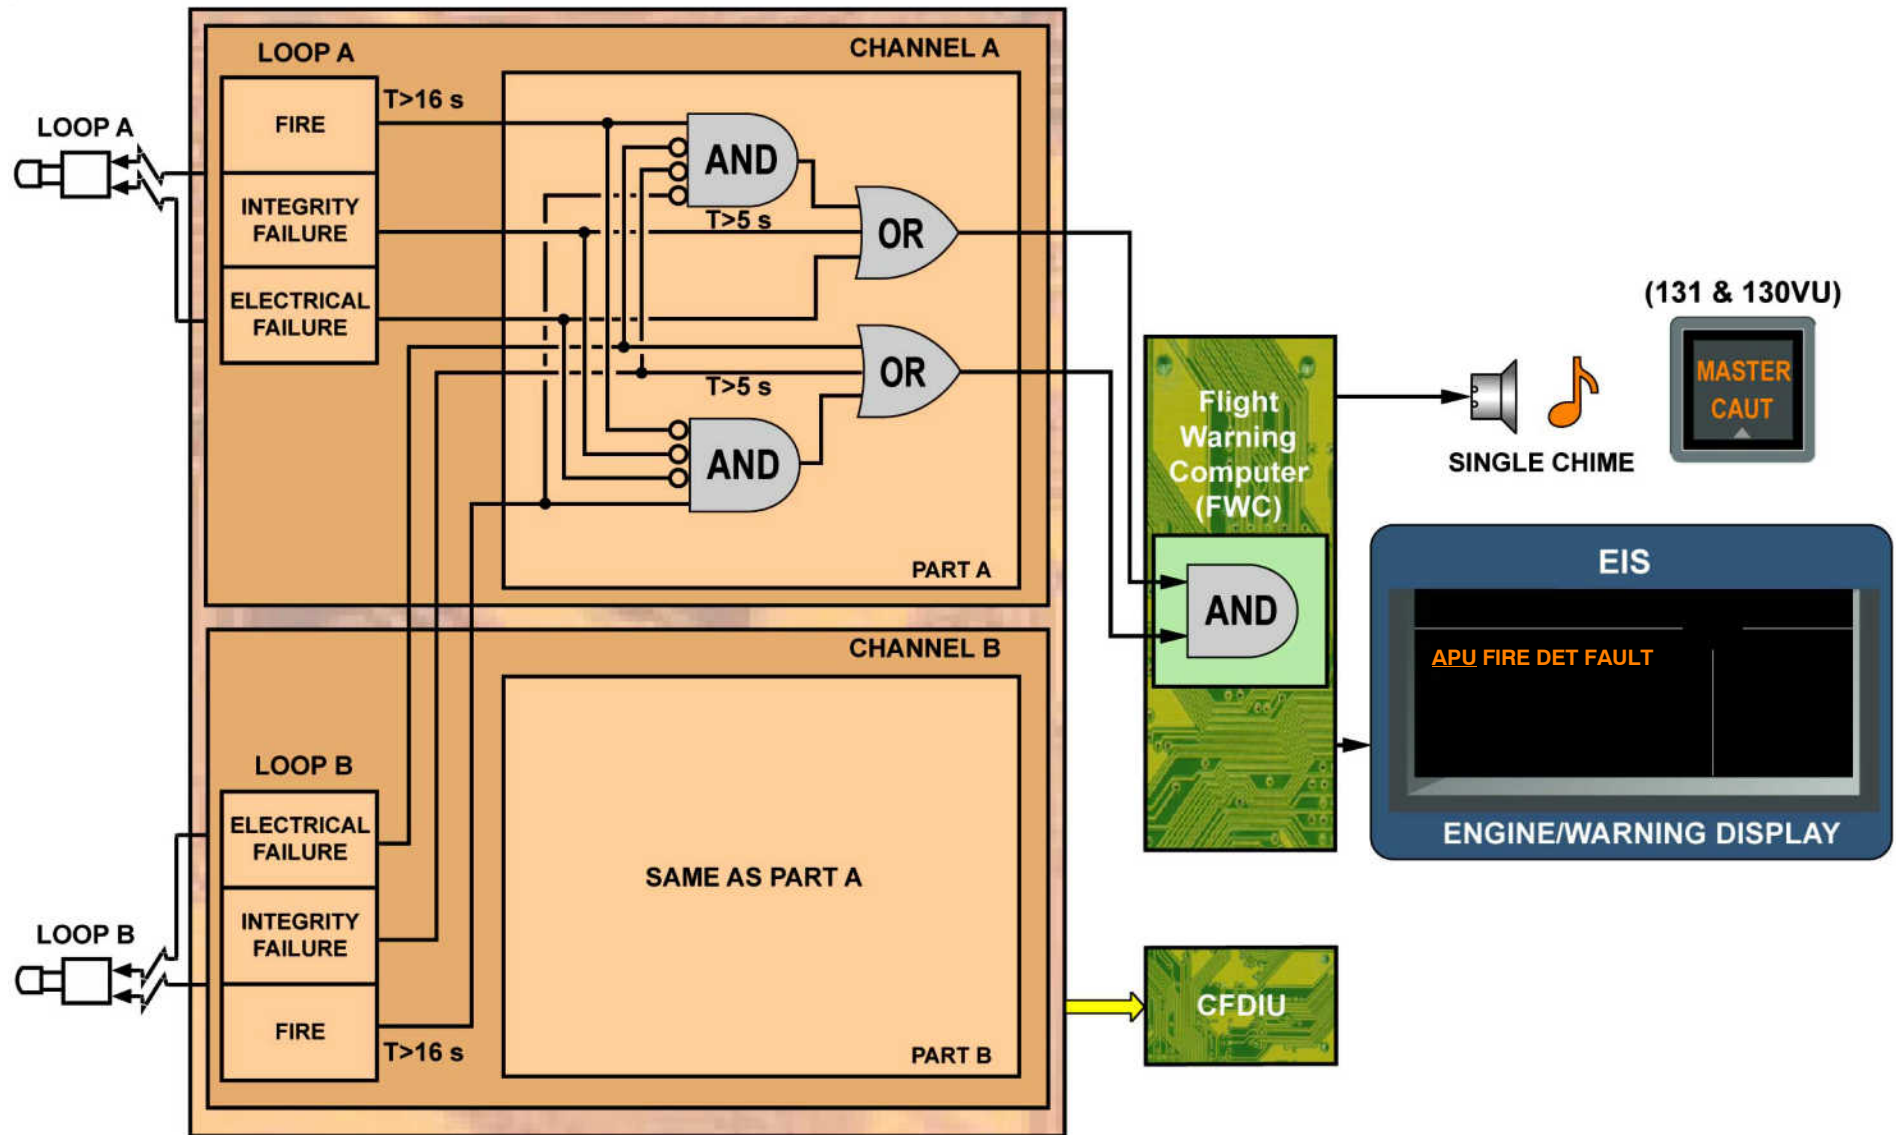 LOOP A
CHANNEL A
T>16 s
FIRE
LOOP A
AND
INTEGRITY
FAILURE
T>5 s
OR
ELECTRICAL
FAILURE
(131 & 130VU)
OR
T>5 s
MASTER
CAUT
Flight
Warning
Computer
(FWC)
SINGLE CHIME
AND
PART A
EIS
AND
CHANNEL B
APU FIRE DET FAULT
LOOP B
ELECTRICAL
FAILURE
ENGINE/WARNING DISPLAY
SAME AS PART A
INTEGRITY
FAILURE
LOOP B
FIRE
CFDIU
T>16 s
PART B